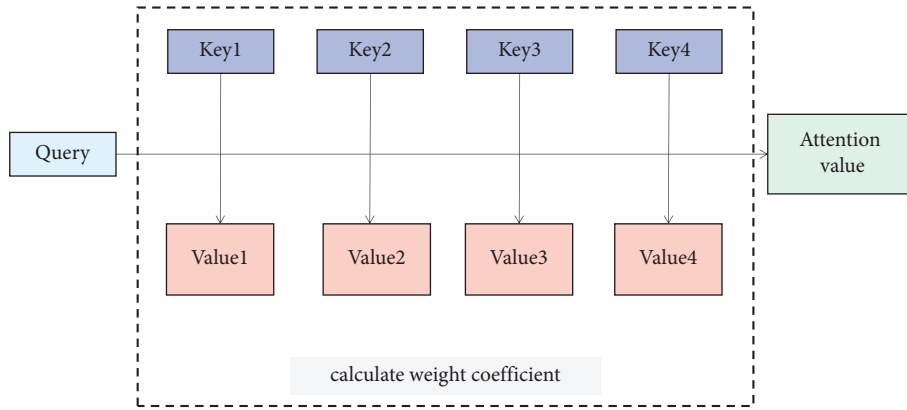 Key1 Key2 Key3 Key4
Query
Attention
value
Value1 Value2 Value3 Value4
calculate weight coefficient